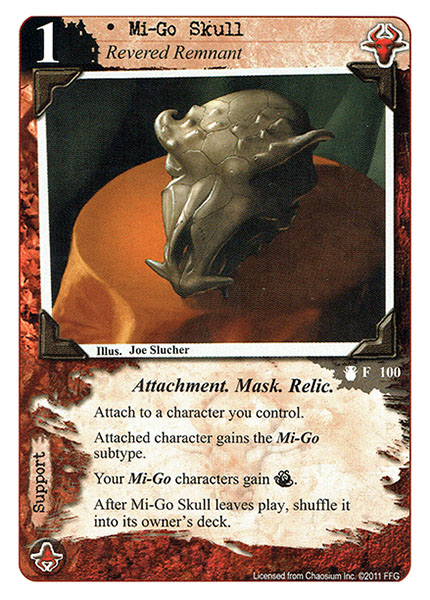 1
• Mi-Go Skull
Revered Remnant
Illus. Joe Slucher
F 100
Attachment. Mask. Relic.
Attach to a character you control.
Attached character gains the Mi-Go
subtype.
Your Mi-Go characters gain .
After Mi-Go Skull leaves play, shuffle it
into its owner's deck.
Support
Licensed from Chaosium Inc. ©2011 FFG